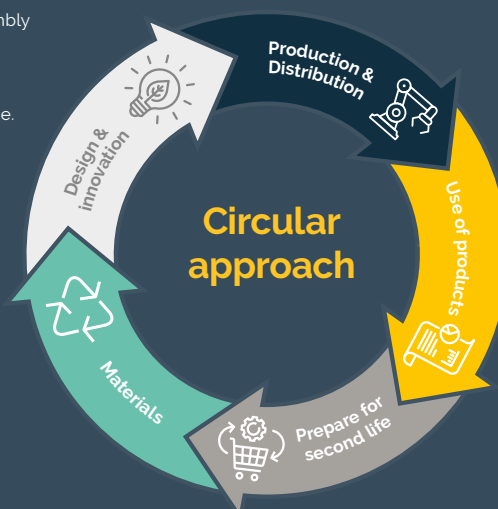 Production &
Distribution
Use of products
Prepare for
second life
Materials
Design &
innovation
Circular
approach